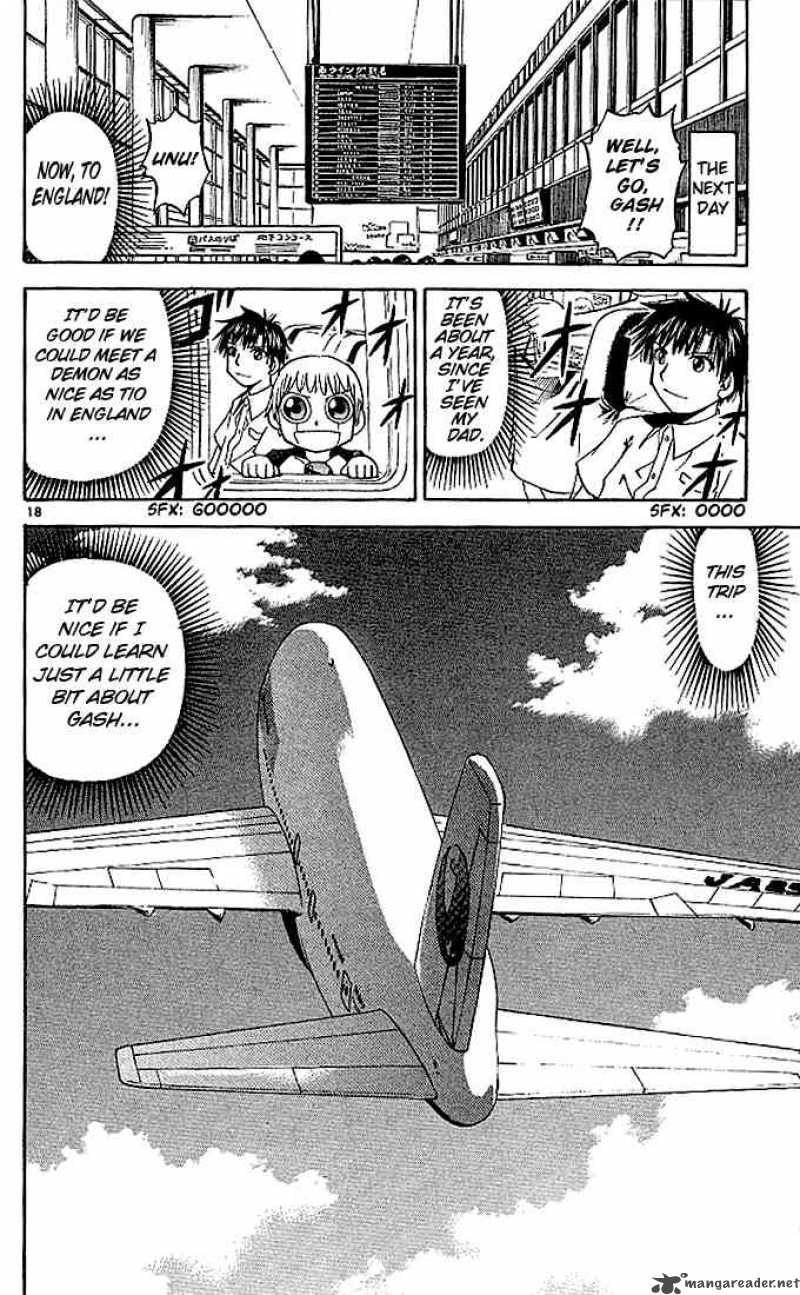 THE
NEXT
DAY
WELL,
LET'S
GO,
GASH
!!
UNU!
NOW, TO
ENGLAND!
IT'S
BEEN
ABOUT
A YEAR,
SINCE
I'VE
SEEN
MY
DAD.
SFX: OOOO
IT'D BE
GOOD IF WE
COULD MEET A
DEMON AS
NICE AS TIO
IN ENGLAND
...
SFX: GOOOOO
18
THIS
TRIP
...
IT'D BE
NICE IF I
COULD LEARN
JUST A LITTLE
BIT ABOUT
GASH...
mangareader.net